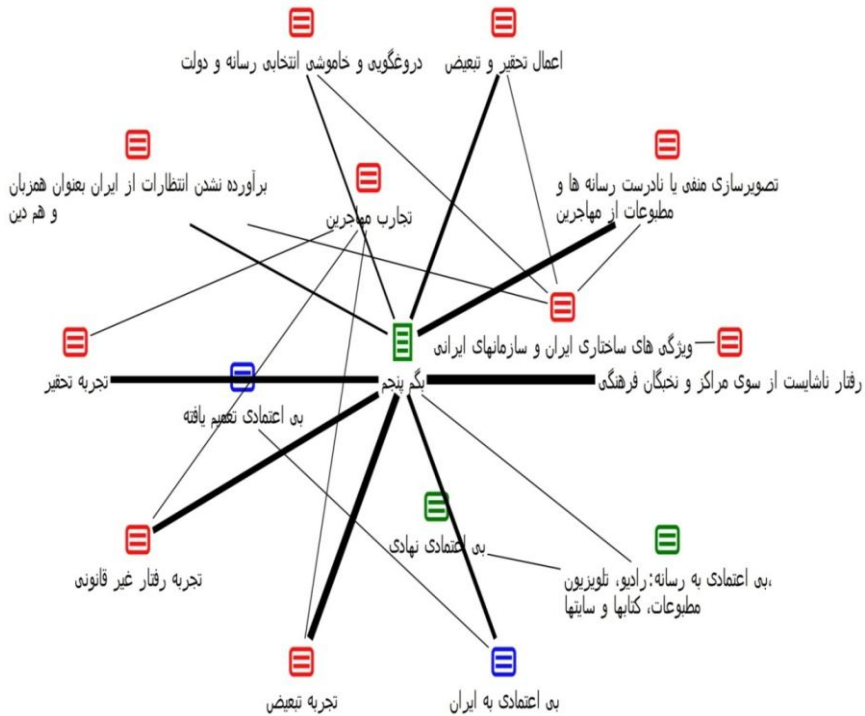 دروغگویی و خاموشی انتخابی رسانه و دولت
اعمال تحقیر و تبعیض
برآورده نشدن انتظارات از ایران بعنوان همزبان
و هم دین
تجارب مهاجرین
تصویرسازی منفی یا نادرست رسانه ها و
مطبوعات از مهاجرین
ویژگی های ساختاری ایران و سازمانهای ایرانی
تجربه تحقیر
بگم پنجم
رفتار ناشایست از سوی مراکز و نخبگان فرهنگی
بی اعتمادی تعمیم یافته
بی اعتمادی نهادی
تجربه رفتار غیر قانونی
بی اعتمادی به رسانه: رادیو، تلویزیون،
مطبوعات، کتابها و سایتها
تجربه تبعیض
بی اعتمادی به ایران